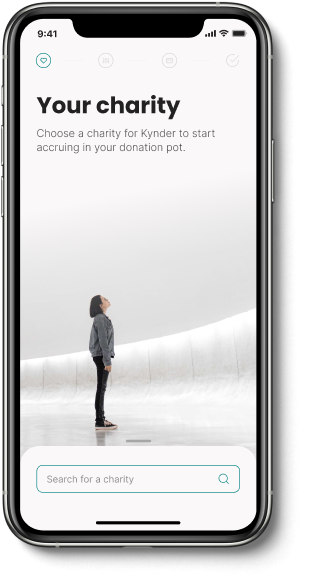 9:41
Your charity
Choose a charity for Kynder to start
accruing in your donation pot.
Search for a charity